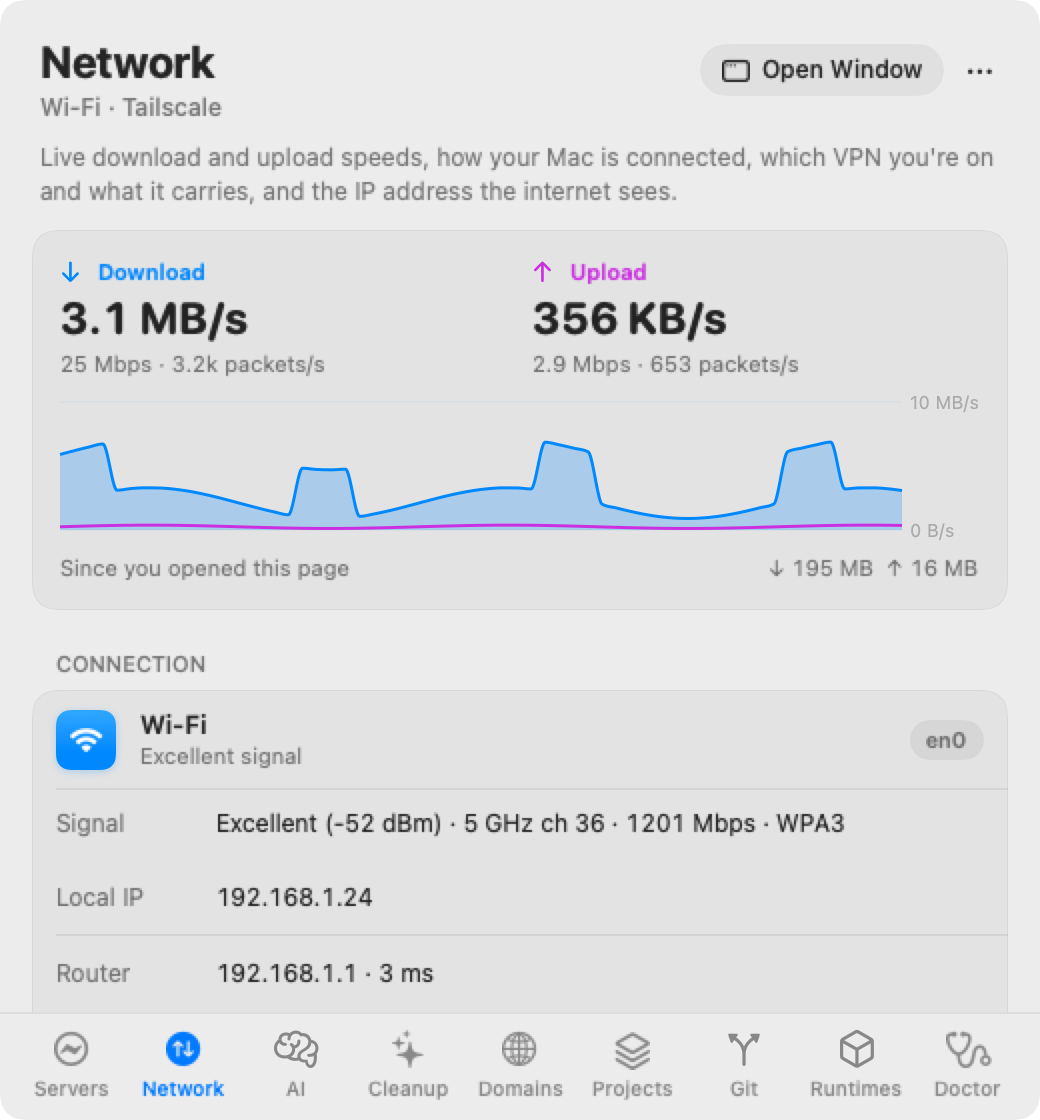 Network
Open Window
Wi-Fi · Tailscale
Live download and upload speeds, how your Mac is connected, which VPN you're on
and what it carries, and the IP address the internet sees.
↓ Download
↑ Upload
3.1 MB/s
356 KB/s
25 Mbps · 3.2k packets/s
2.9 Mbps · 653 packets/s
10 MB/s
0 B/s
Since you opened this page
↓ 195 MB ↑ 16 MB
CONNECTION
Wi-Fi
Excellent signal
en0
Signal
Excellent (-52 dBm) · 5 GHz ch 36 · 1201 Mbps · WPA3
Local IP
192.168.1.24
Router
192.168.1.1 · 3 ms
Servers
Network
AI
Cleanup
Domains
Projects
Git
Runtimes
Doctor